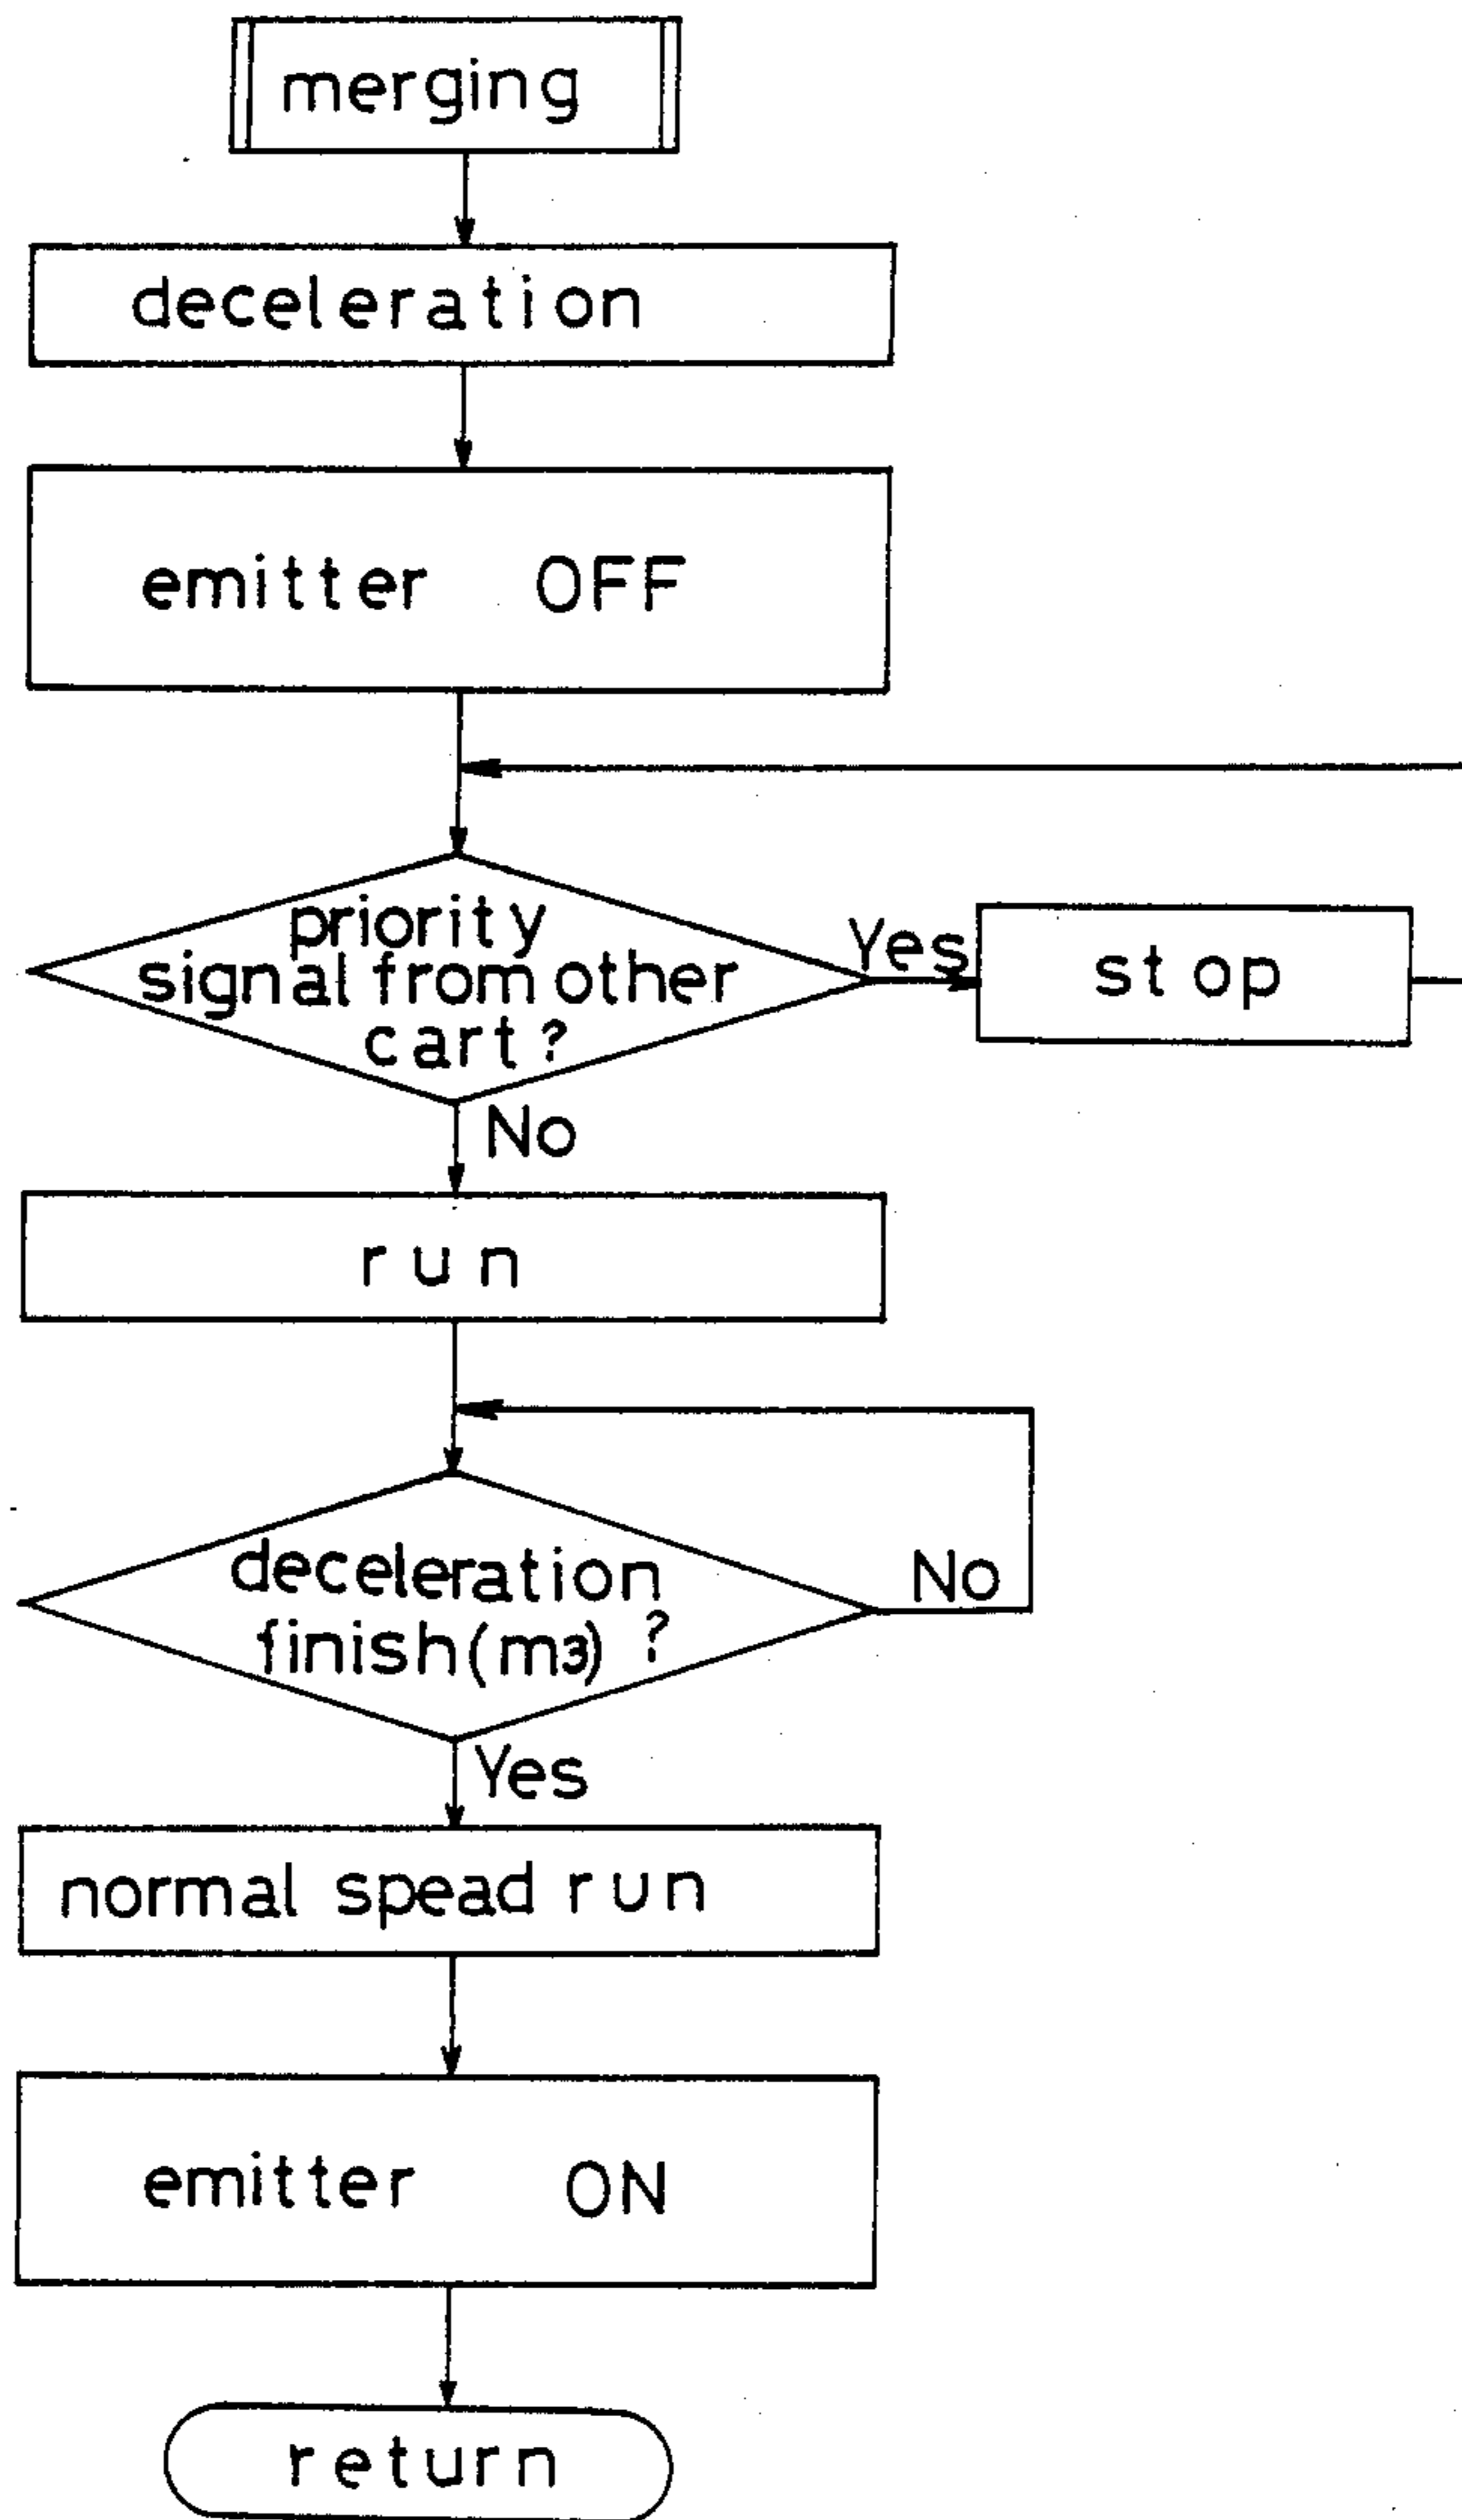 merging
deceleration
emitter OFF
priority
signal from other
cart?
Yes
stop
No
run
deceleration
finish(m3)?
No
Yes
normal spead run
emitter ON
return